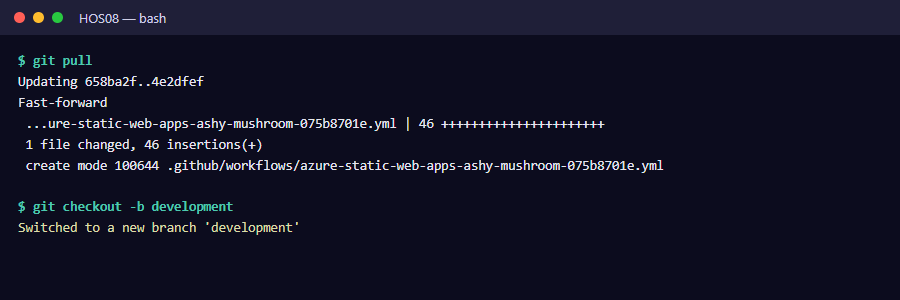 HOS08 — bash
$ git pull
Updating 658ba2f..4e2dfef
Fast-forward
...ure-static-web-apps-ashy-mushroom-075b8701e.yml | 46 ++++++++++++++++++++++
1 file changed, 46 insertions(+)
create mode 100644 .github/workflows/azure-static-web-apps-ashy-mushroom-075b8701e.yml
$ git checkout -b development
Switched to a new branch 'development'